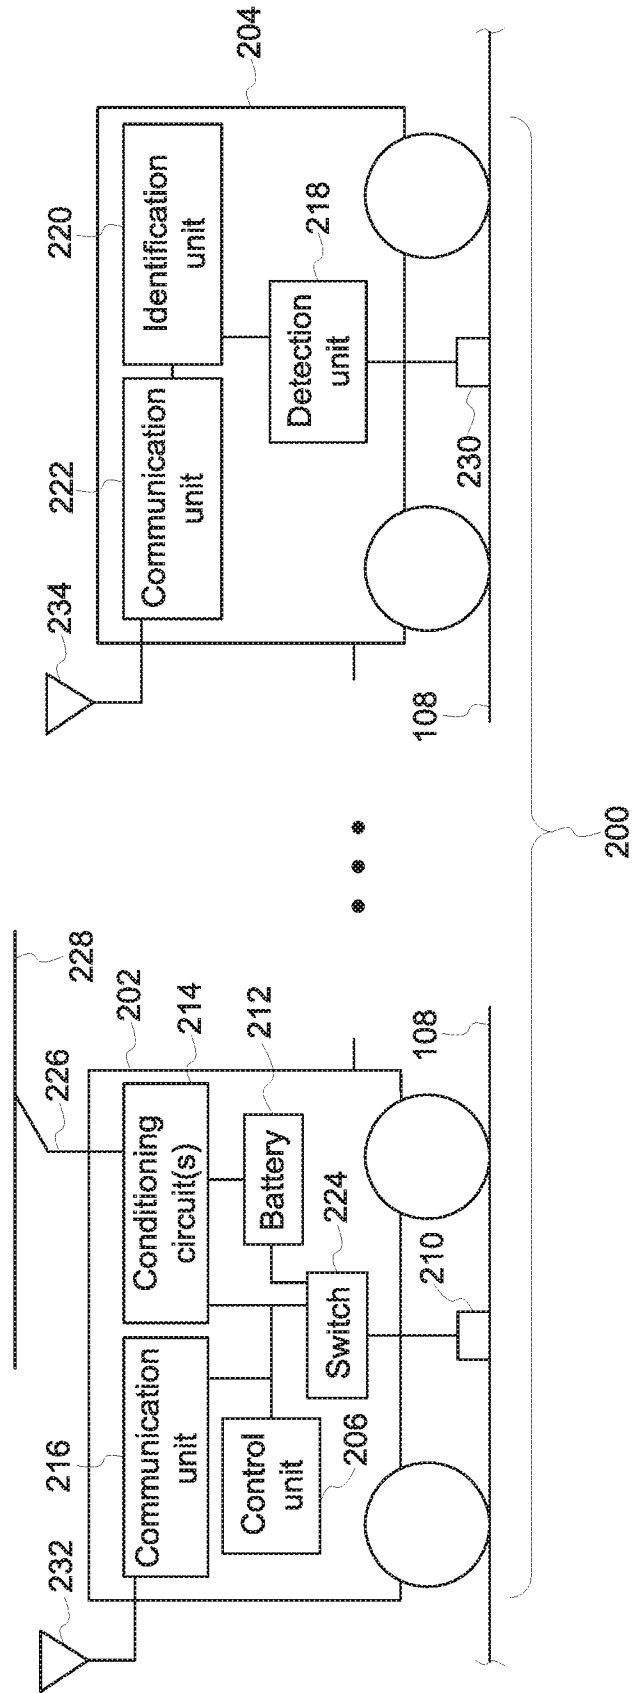 228
226
202
214
212
224
210
108
232
216
Communication
unit
Conditioning
circuit(s)
Battery
Control
unit
206
Switch
234
222
220
204
218
Communication
unit
Identification
unit
Detection
unit
230
108
200